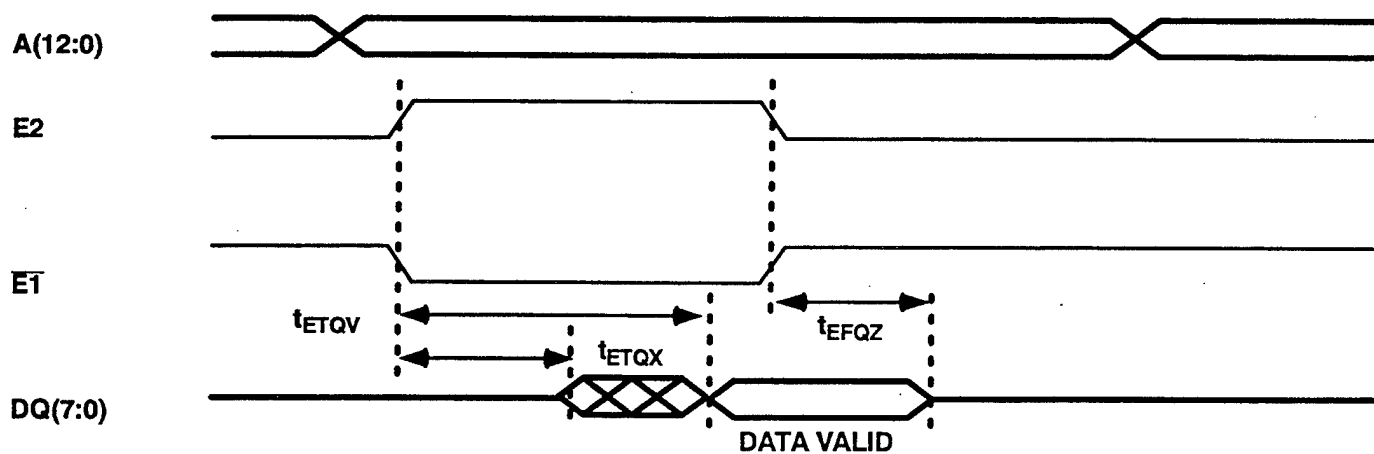 A(12:0)
E2
E1
tETQV
tEFQZ
tETQX
DQ(7:0)
DATA VALID